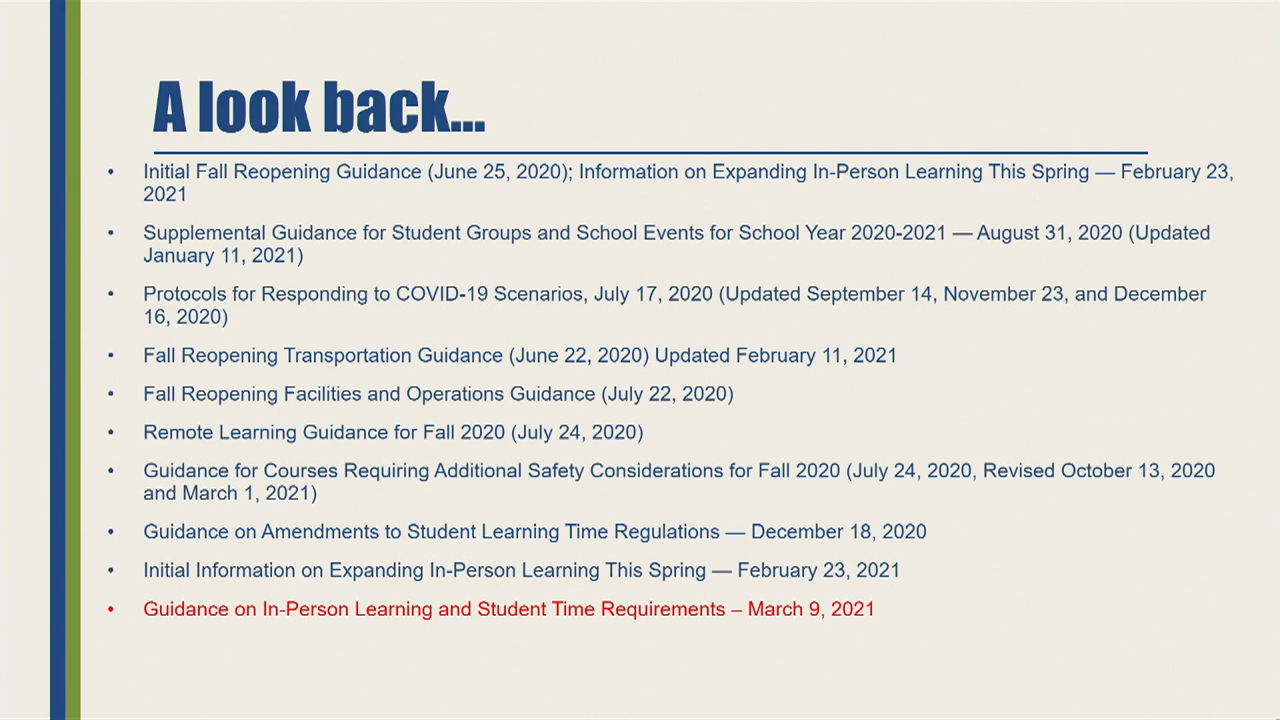 A look back...
• Initial Fall Reopening Guidance (June 25, 2020); Information on Expanding In-Person Learning This Spring — February 23,
2021
• Supplemental Guidance for Student Groups and School Events for School Year 2020-2021 — August 31, 2020 (Updated
January 11, 2021)
• Protocols for Responding to COVID-19 Scenarios, July 17, 2020 (Updated September 14, November 23, and December
16, 2020)
• Fall Reopening Transportation Guidance (June 22, 2020) Updated February 11, 2021
• Fall Reopening Facilities and Operations Guidance (July 22, 2020)
• Remote Learning Guidance for Fall 2020 (July 24, 2020)
• Guidance for Courses Requiring Additional Safety Considerations for Fall 2020 (July 24, 2020, Revised October 13, 2020
and March 1, 2021)
• Guidance on Amendments to Student Learning Time Regulations — December 18, 2020
• Initial Information on Expanding In-Person Learning This Spring — February 23, 2021
• Guidance on In-Person Learning and Student Time Requirements – March 9, 2021